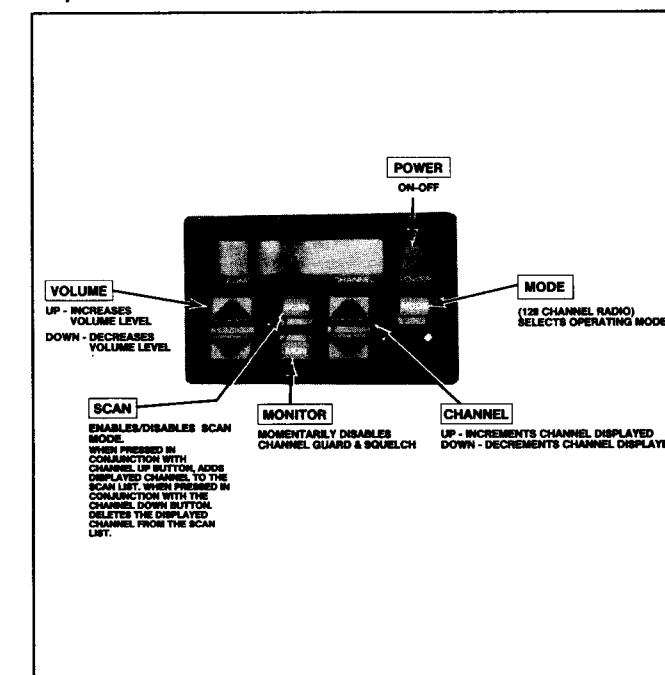 POWER
ON-OFF
CHANNEL
VOLUME
UP - INCREASES
VOLUME LEVEL
DOWN - DECREASES
VOLUME LEVEL
MODE
(128 CHANNEL RADIO)
SELECTS OPERATING MODE
MON
SCAN
ENABLES/DISABLES SCAN
MODE.
WHEN PRESSED IN
CONJUNCTION WITH
CHANNEL UP BUTTON, ADDS
DISPLAYED CHANNEL TO THE
SCAN LIST. WHEN PRESSED IN
CONJUNCTION WITH THE
CHANNEL DOWN BUTTON,
DELETES THE DISPLAYED
CHANNEL FROM THE SCAN
LIST.
MONITOR
MOMENTARILY DISABLES
CHANNEL GUARD & SQUELCH
CHANNEL
UP - INCREMENTS CHANNEL DISPLAYED
DOWN - DECREMENTS CHANNEL DISPLAYE